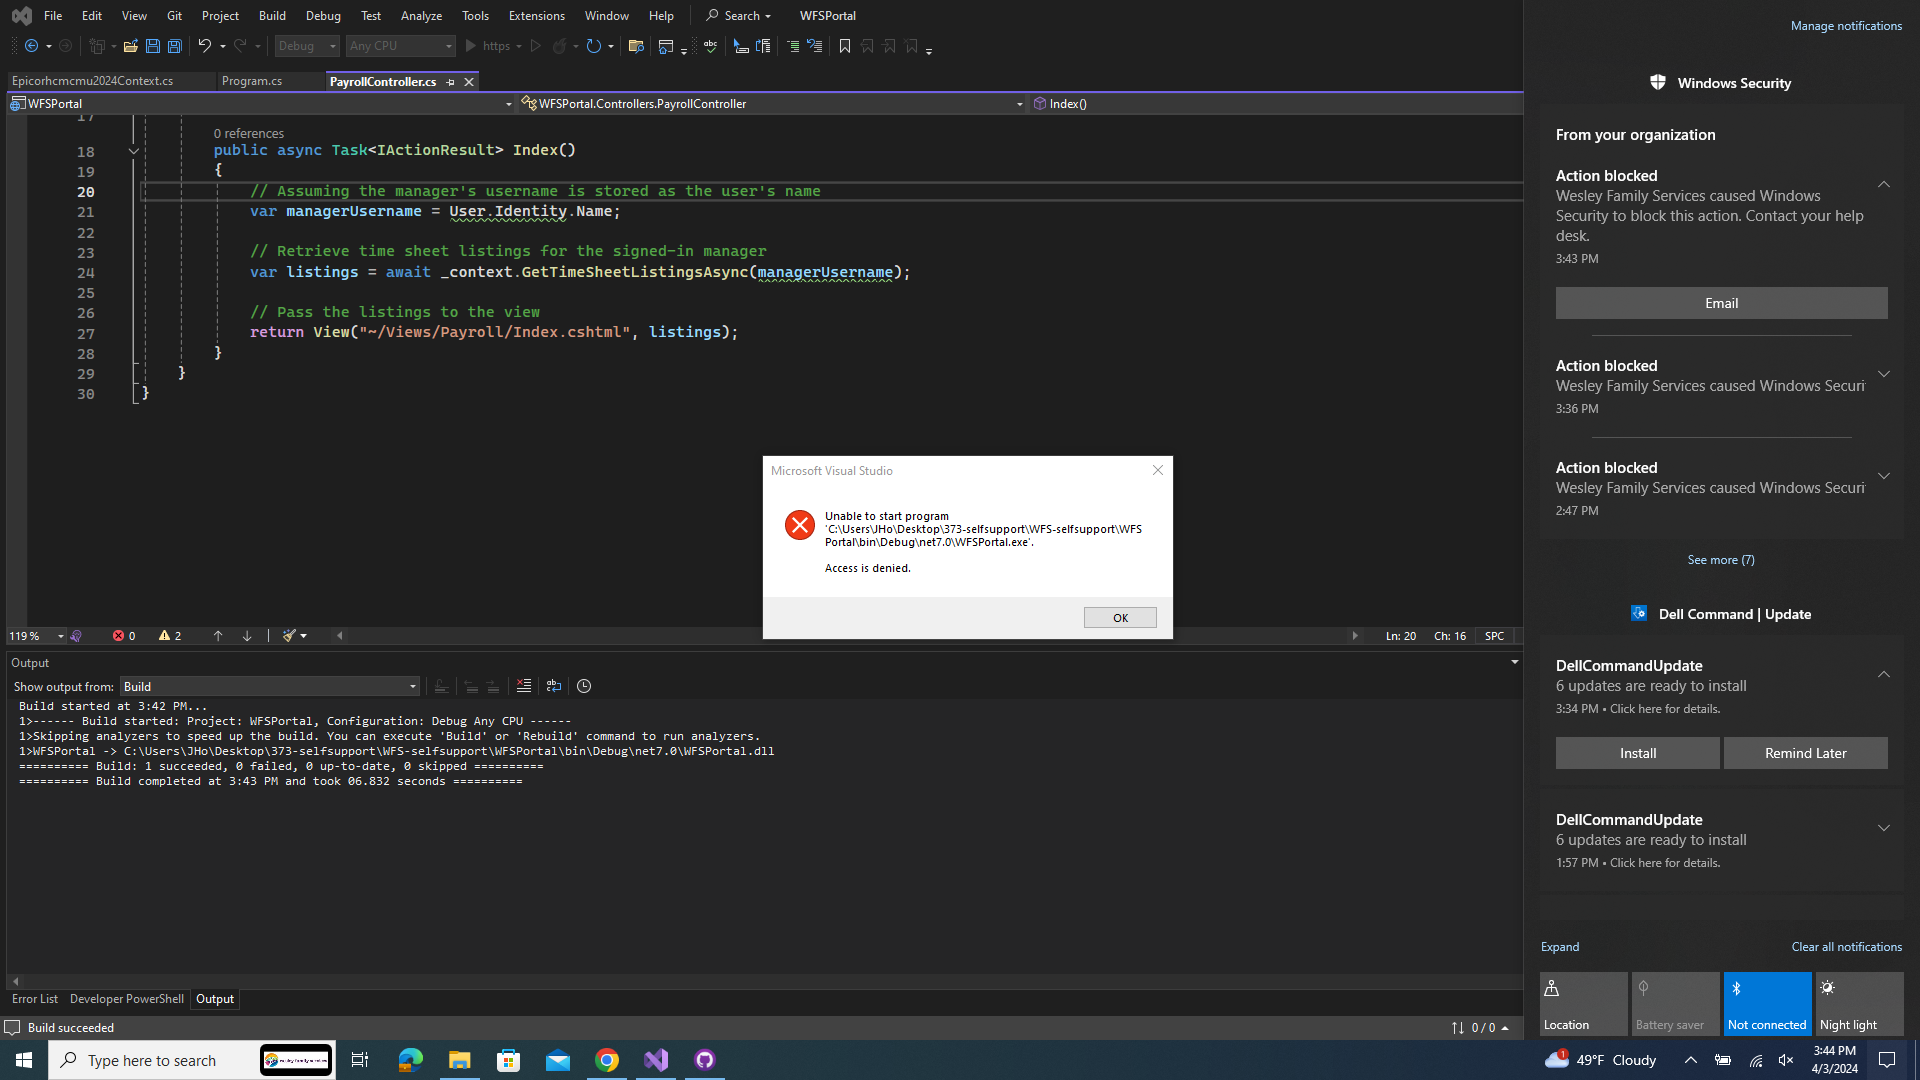 File Edit View Git Project Build Debug Test Analyze Tools Extensions Window Help Search WFSPortal
Debug Any CPU https
Epicorhcmcmu2024Context.cs Program.cs PayrollController.cs
WFSPortal WFSPortal.Controllers.PayrollController Index()
17
0 references
18 public async Task<IActionResult> Index()
19 {
20 // Assuming the manager's username is stored as the user's name
21 var managerUsername = User.Identity.Name;
22
23 // Retrieve time sheet listings for the signed-in manager
24 var listings = await _context.GetTimeSheetListingsAsync(managerUsername);
25
26 // Pass the listings to the view
27 return View("~/Views/Payroll/Index.cshtml", listings);
28 }
29 }
30 }
Microsoft Visual Studio
Unable to start program
'C:\Users\JHo\Desktop\373-selfsupport\WFS-selfsupport\WFS
Portal\bin\Debug\net7.0\WFSPortal.exe'.
Access is denied.
OK
119 % 0 2 Ln: 20 Ch: 16 SPC
Output
Show output from: Build
Build started at 3:42 PM...
1>------ Build started: Project: WFSPortal, Configuration: Debug Any CPU ------
1>Skipping analyzers to speed up the build. You can execute 'Build' or 'Rebuild' command to run analyzers.
1>WFSPortal -> C:\Users\JHo\Desktop\373-selfsupport\WFS-selfsupport\WFSPortal\bin\Debug\net7.0\WFSPortal.dll
========== Build: 1 succeeded, 0 failed, 0 up-to-date, 0 skipped ==========
========== Build completed at 3:43 PM and took 06.832 seconds ==========
Error List Developer PowerShell Output
Build succeeded 0 / 0
Manage notifications
Windows Security
From your organization
Action blocked
Wesley Family Services caused Windows
Security to block this action. Contact your help
desk.
3:43 PM
Email
Action blocked
Wesley Family Services caused Windows Securi
3:36 PM
Action blocked
Wesley Family Services caused Windows Securi
2:47 PM
See more (7)
Dell Command | Update
DellCommandUpdate
6 updates are ready to install
3:34 PM • Click here for details.
Install Remind Later
DellCommandUpdate
6 updates are ready to install
1:57 PM • Click here for details.
Expand Clear all notifications
Location Battery saver Not connected Night light
Type here to search wesley family services 1 49°F Cloudy 3:44 PM
4/3/2024